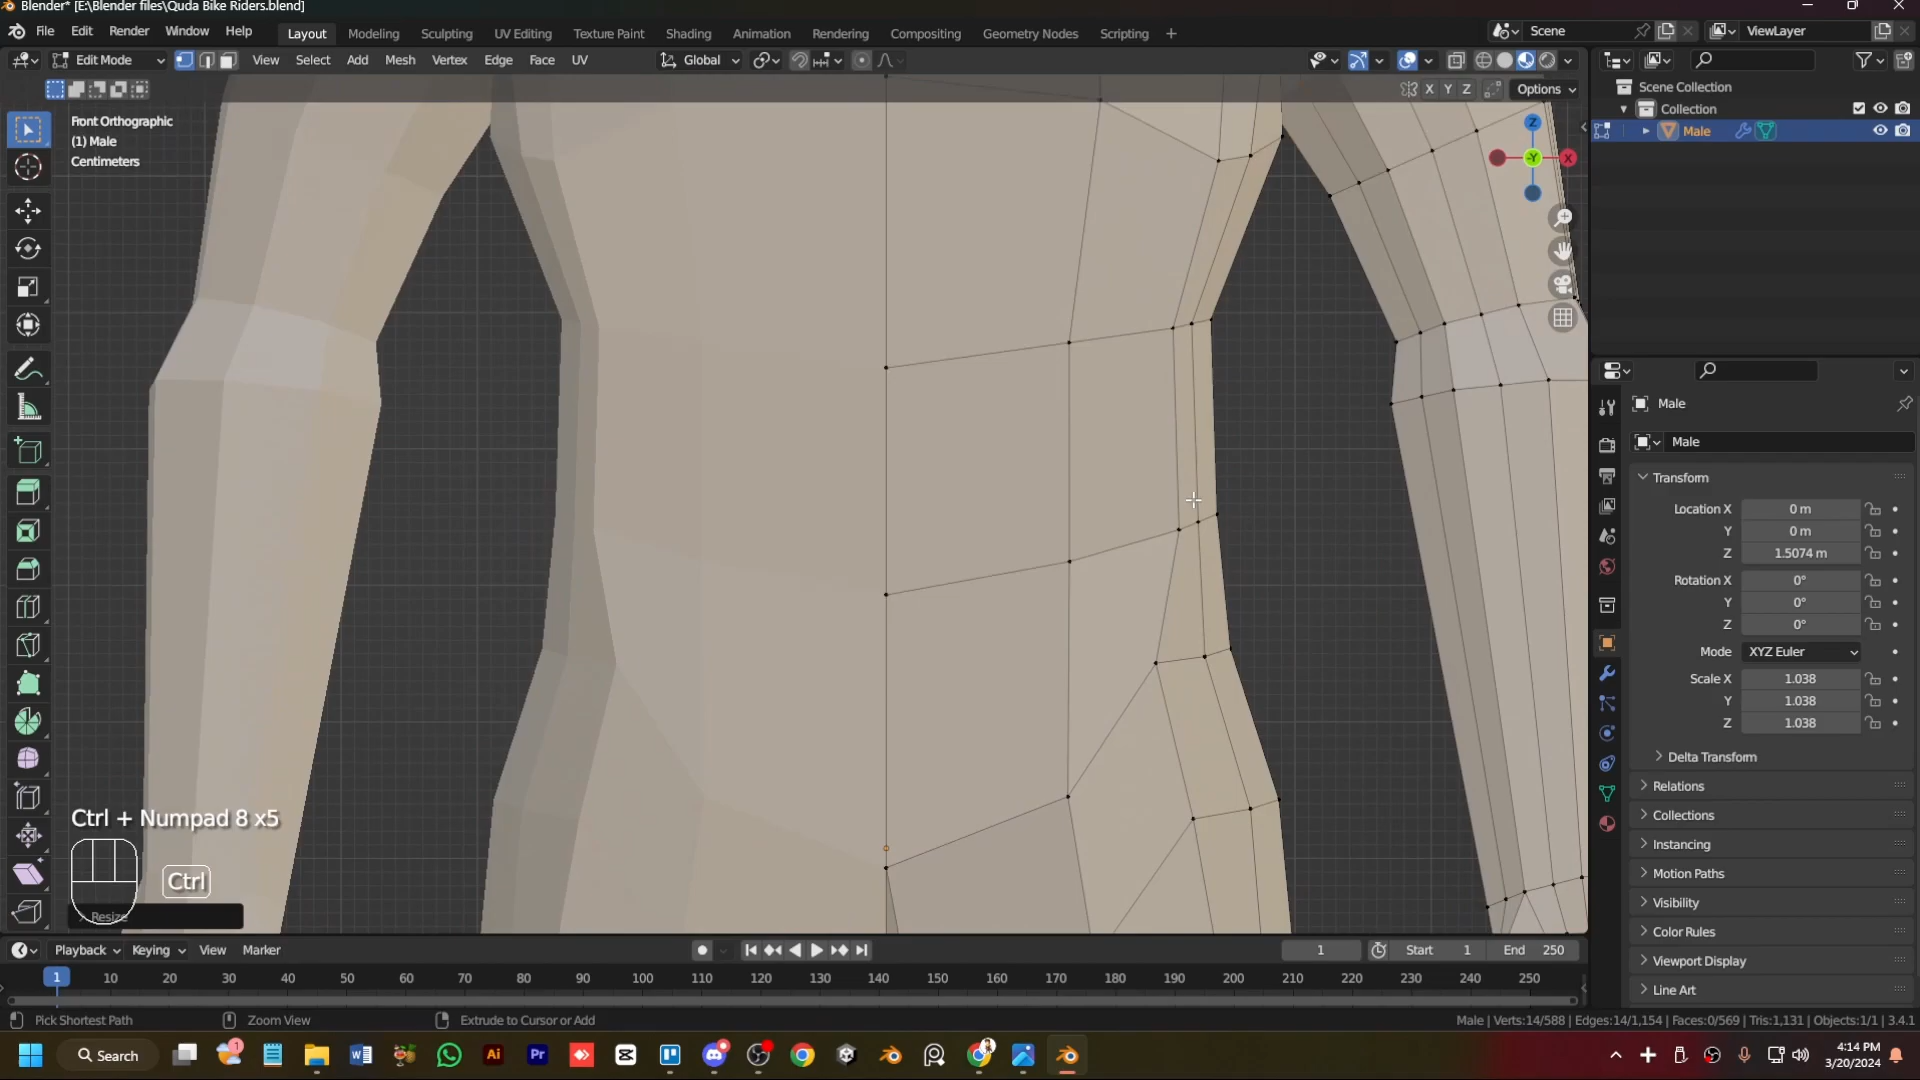 Blender* [E:\Blender files\Quda Bike Riders.blend]
File Edit Render Window Help Layout Modeling Sculpting UV Editing Texture Paint Shading Animation Rendering Compositing Geometry Nodes Scripting + Scene ViewLayer
Edit Mode View Select Add Mesh Vertex Edge Face UV Global
X Y Z Options
Scene Collection
Collection
Male
Front Orthographic
(1) Male
Centimeters
Z
-Y
X
Male
Male
Transform
Location X 0 m
Y 0 m
Z 1.5074 m
Rotation X 0°
Y 0°
Z 0°
Mode XYZ Euler
Scale X 1.038
Y 1.038
Z 1.038
Delta Transform
Relations
Collections
Instancing
Motion Paths
Visibility
Color Rules
Viewport Display
Line Art
Ctrl + Numpad 8 x5
Ctrl
Resize
Playback Keying View Marker 1 Start 1 End 250
1 10 20 30 40 50 60 70 80 90 100 110 120 130 140 150 160 170 180 190 200 210 220 230 240 250
Pick Shortest Path Zoom View Extrude to Cursor or Add Male | Verts:14/588 | Edges:14/1,154 | Faces:0/569 | Tris:1,131 | Objects:1/1 | 3.4.1
Search
4:14 PM
3/20/2024